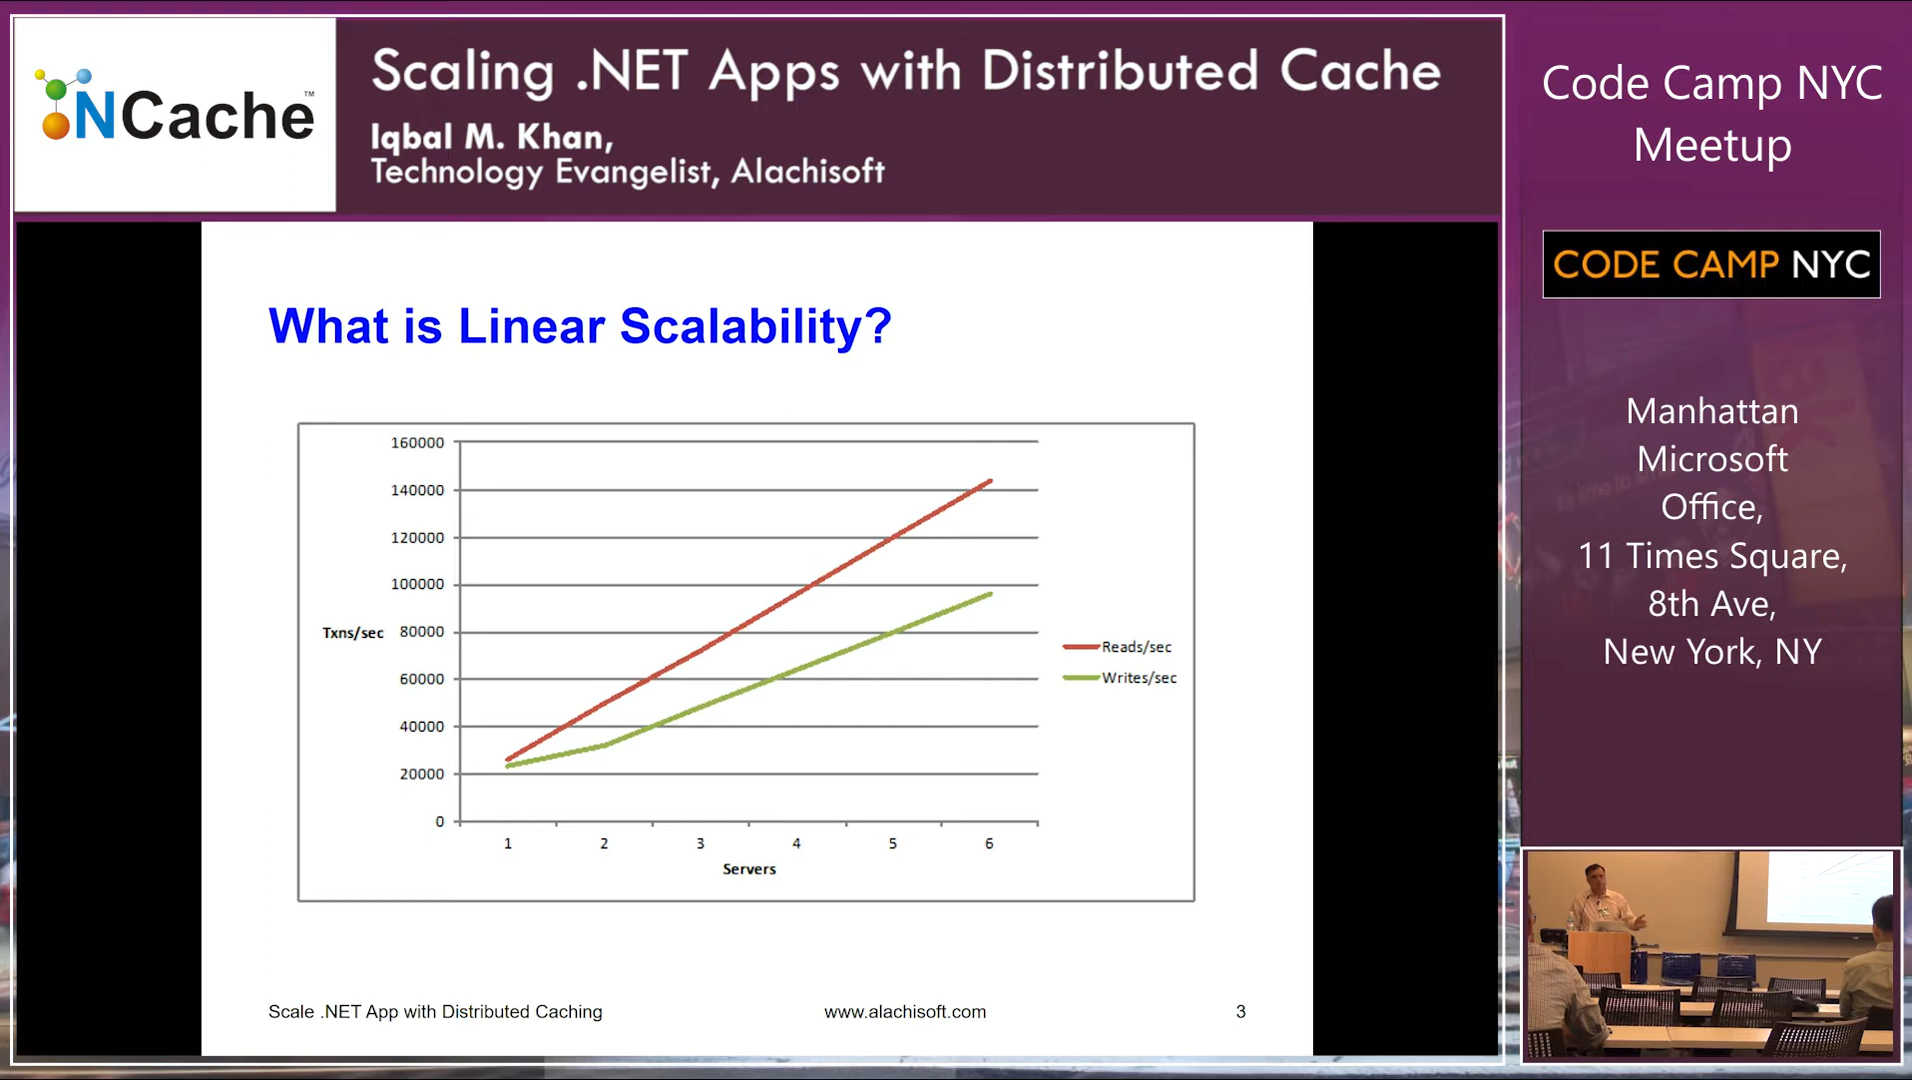 NCache™
Scaling .NET Apps with Distributed Cache
Iqbal M. Khan,
Technology Evangelist, Alachisoft
Code Camp NYC
Meetup
CODE CAMP NYC
Manhattan
Microsoft
Office,
11 Times Square,
8th Ave,
New York, NY
What is Linear Scalability?
160000
140000
120000
100000
80000
60000
40000
20000
0
Txns/sec
1 2 3 4 5 6
Servers
Reads/sec
Writes/sec
Scale .NET App with Distributed Caching
www.alachisoft.com
3